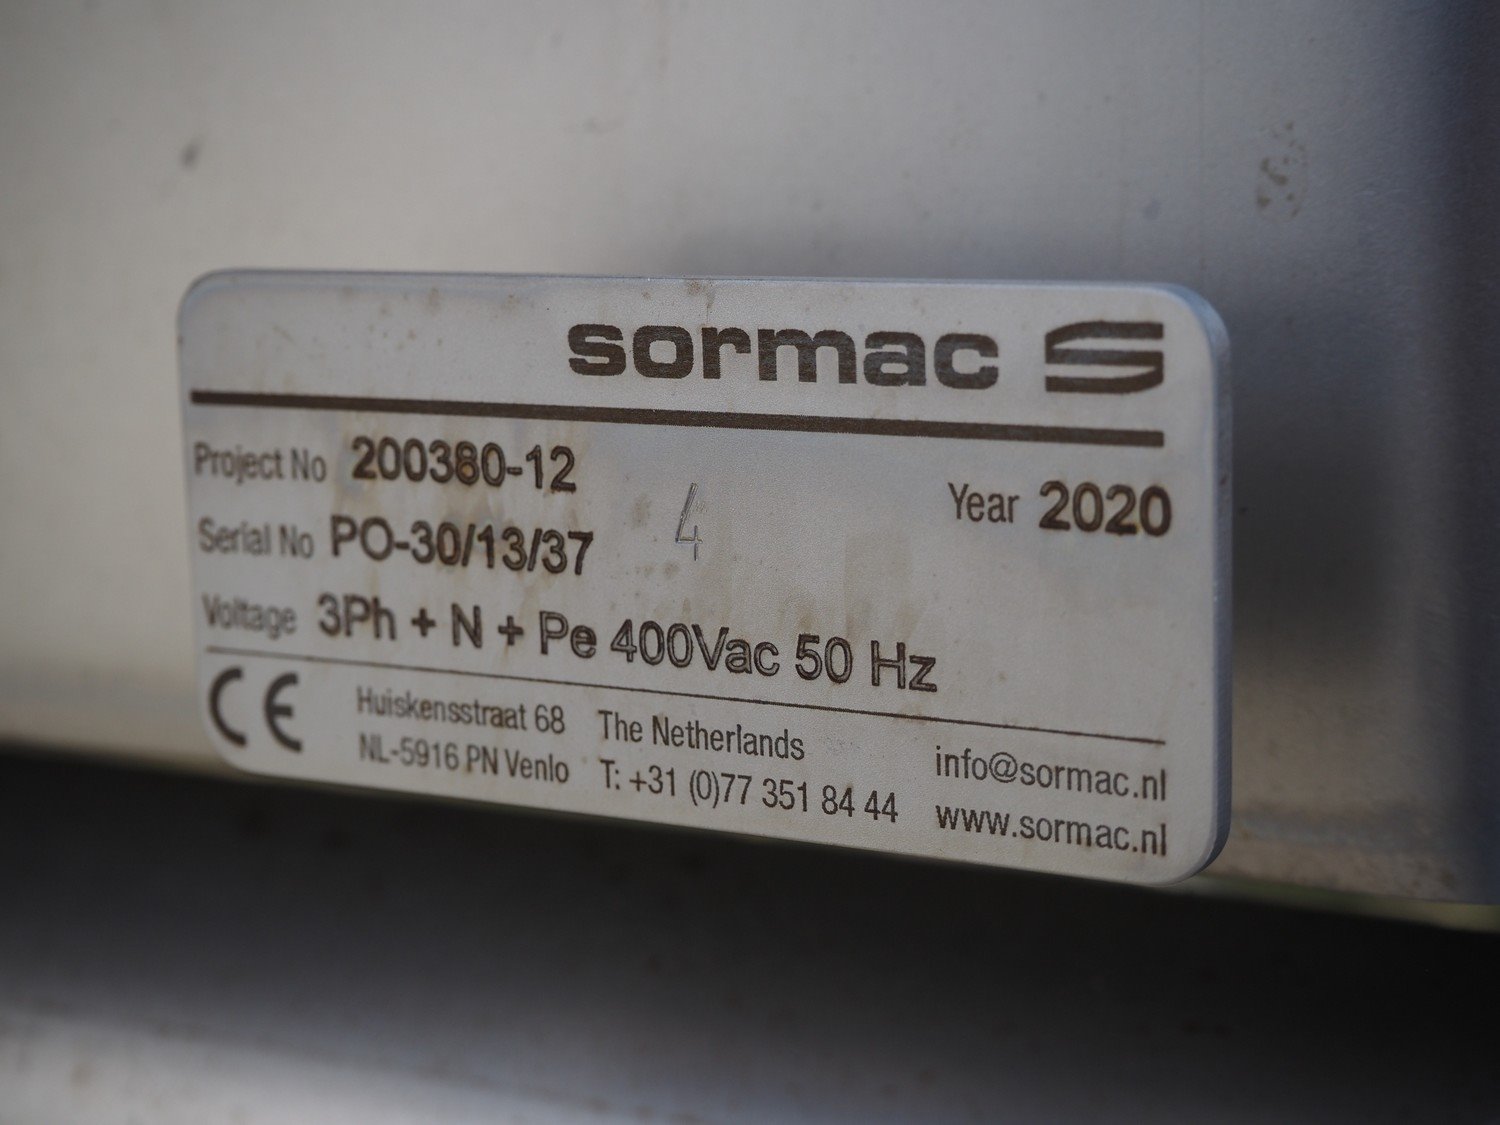 sormac
Project No 200380-12
Year 2020
4
Serial No PO-30/13/37
Voltage 3Ph + N + Pe 400Vac 50 Hz
CE
Huiskensstraat 68 The Netherlands
NL-5916 PN Venlo T: +31 (0)77 351 84 44
info@sormac.nl
www.sormac.nl